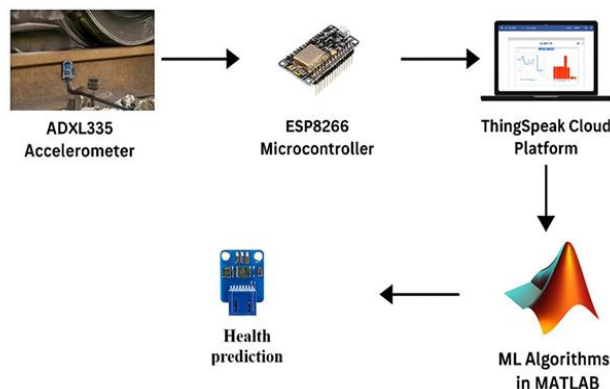 ADXL335
Accelerometer
ESP8266
Microcontroller
ThingSpeak Cloud
Platform
Health
prediction
ML Algorithms
in MATLAB